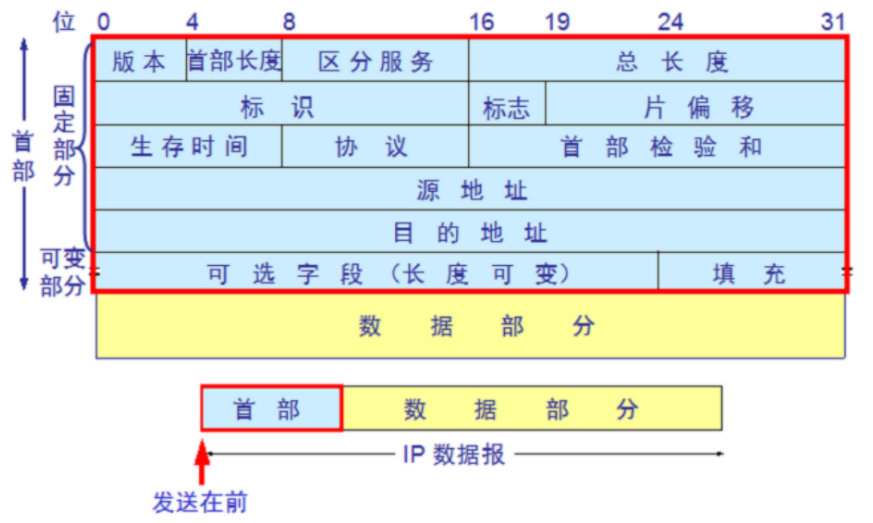 位 0 4 8 16 19 24 31
版本 首部长度 区分服务 总长度
标识 标志 片偏移
生存时间 协议 首部检验和
源地址
目的地址
可选字段（长度可变） 填充
数据部分
首部
固定部分
可变部分
首部 数据部分
IP 数据报
发送在前